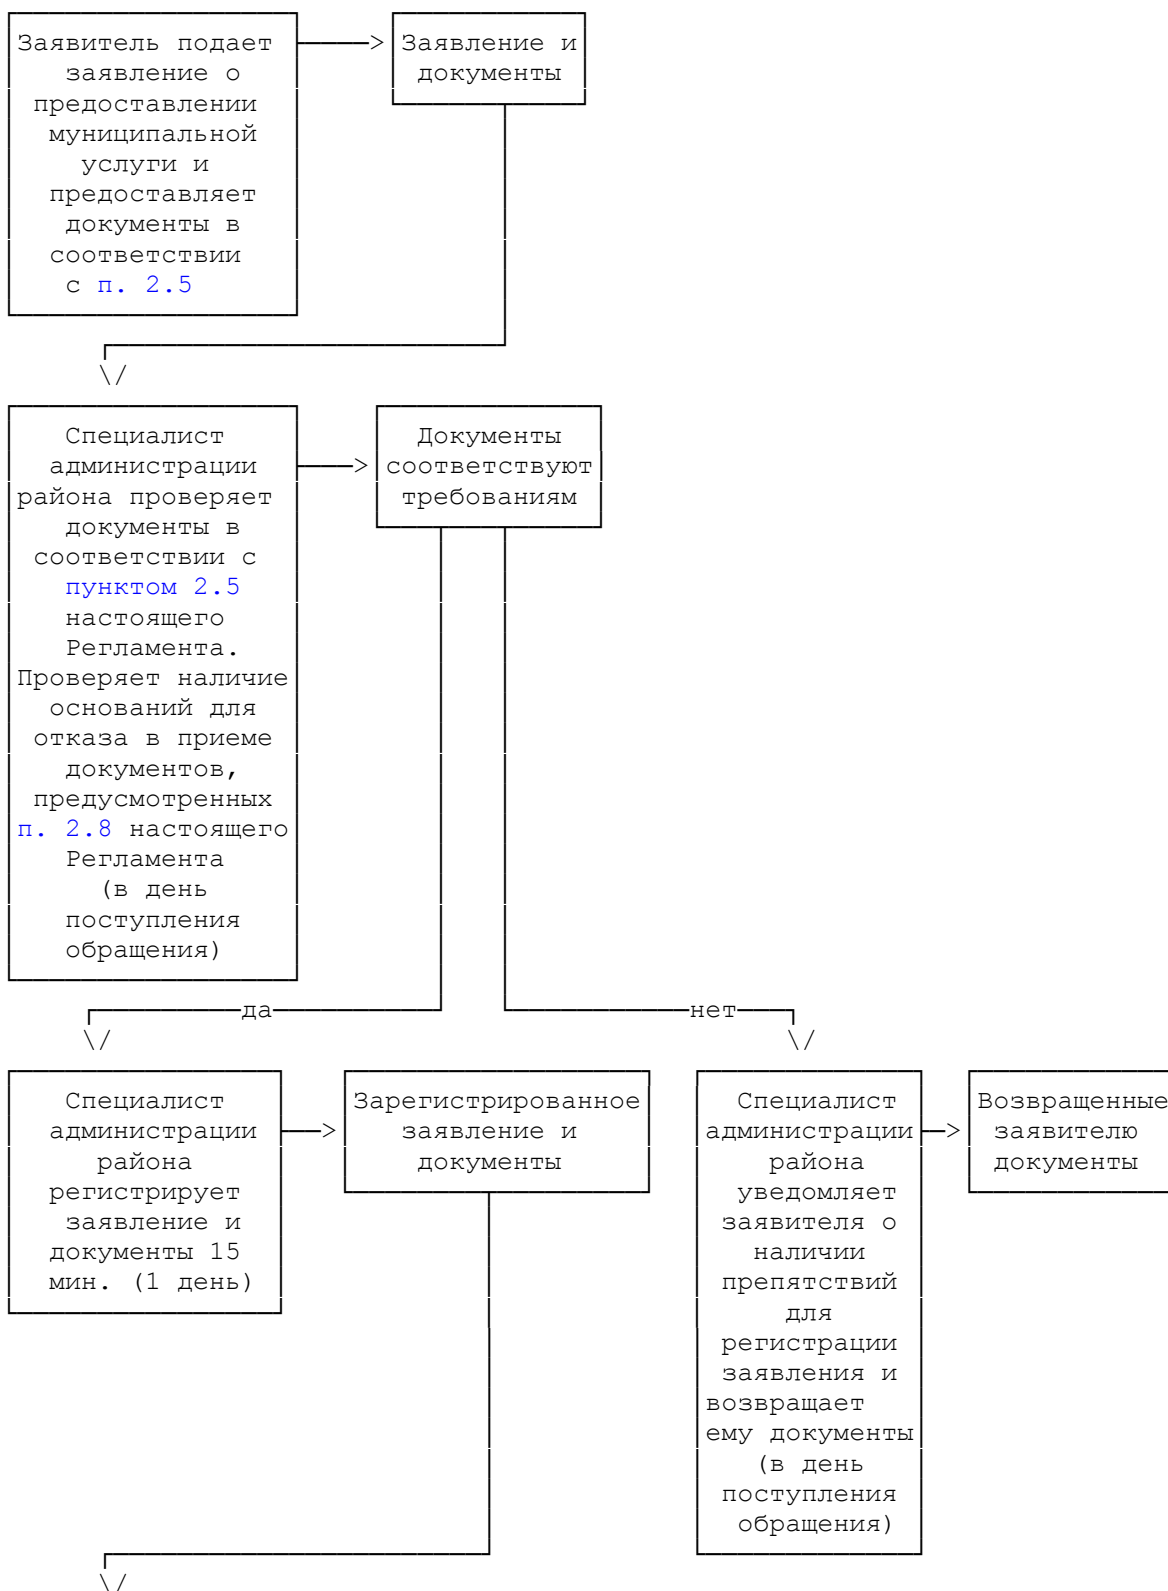 Заявитель подает
заявление о
предоставлении
муниципальной
услуги и
предоставляет
документы в
соответствии
с п. 2.5
Заявление и
документы
Специалист
администрации
района проверяет
документы в
соответствии с
пунктом 2.5
настоящего
Регламента.
Проверяет наличие
оснований для
отказа в приеме
документов,
предусмотренных
п. 2.8 настоящего
Регламента
(в день
поступления
обращения)
Документы
соответствуют
требованиям
да
нет
Специалист
администрации
района
регистрирует
заявление и
документы 15
мин. (1 день)
Зарегистрированное
заявление и
документы
Специалист
администрации
района
уведомляет
заявителя о
наличии
препятствий
для
регистрации
заявления и
возвращает
ему документы
(в день
поступления
обращения)
Возвращенные
заявителю
документы